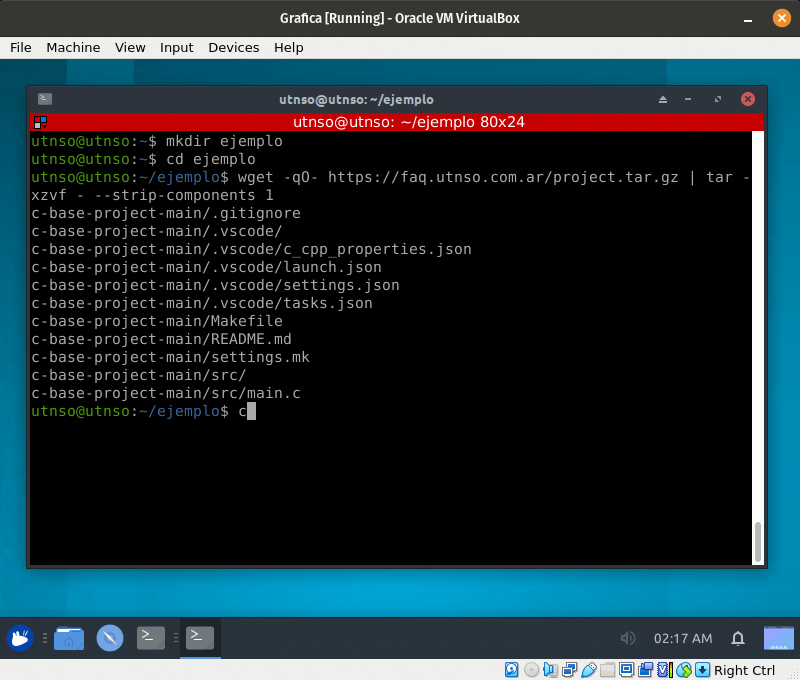 Grafica [Running] - Oracle VM VirtualBox
File Machine View Input Devices Help
utnso@utnso: ~/ejemplo
utnso@utnso: ~/ejemplo 80x24
utnso@utnso:~$ mkdir ejemplo
utnso@utnso:~$ cd ejemplo
utnso@utnso:~/ejemplo$ wget -qO- https://faq.utnso.com.ar/project.tar.gz | tar -
xzvf - --strip-components 1
c-base-project-main/.gitignore
c-base-project-main/.vscode/
c-base-project-main/.vscode/c_cpp_properties.json
c-base-project-main/.vscode/launch.json
c-base-project-main/.vscode/settings.json
c-base-project-main/.vscode/tasks.json
c-base-project-main/Makefile
c-base-project-main/README.md
c-base-project-main/settings.mk
c-base-project-main/src/
c-base-project-main/src/main.c
utnso@utnso:~/ejemplo$ c
02:17 AM
Right Ctrl